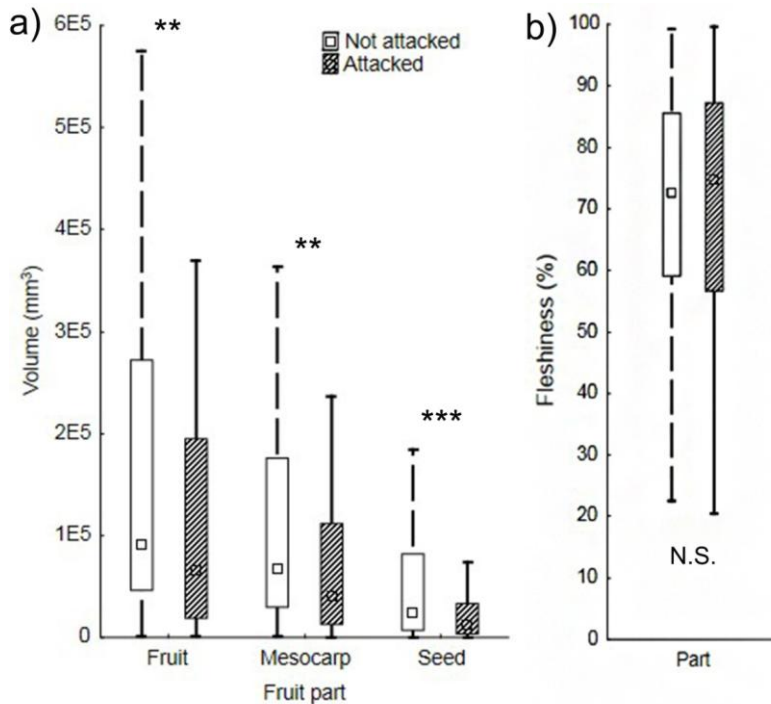 a)
**
Not attacked
Attacked
6E5
5E5
4E5
**
3E5
2E5
***
1E5
0
Volume (mm³)
Fruit
Mesocarp
Seed
Fruit part
b)
100
90
80
70
60
50
40
30
20
10
0
Fleshiness (%)
N.S.
Part